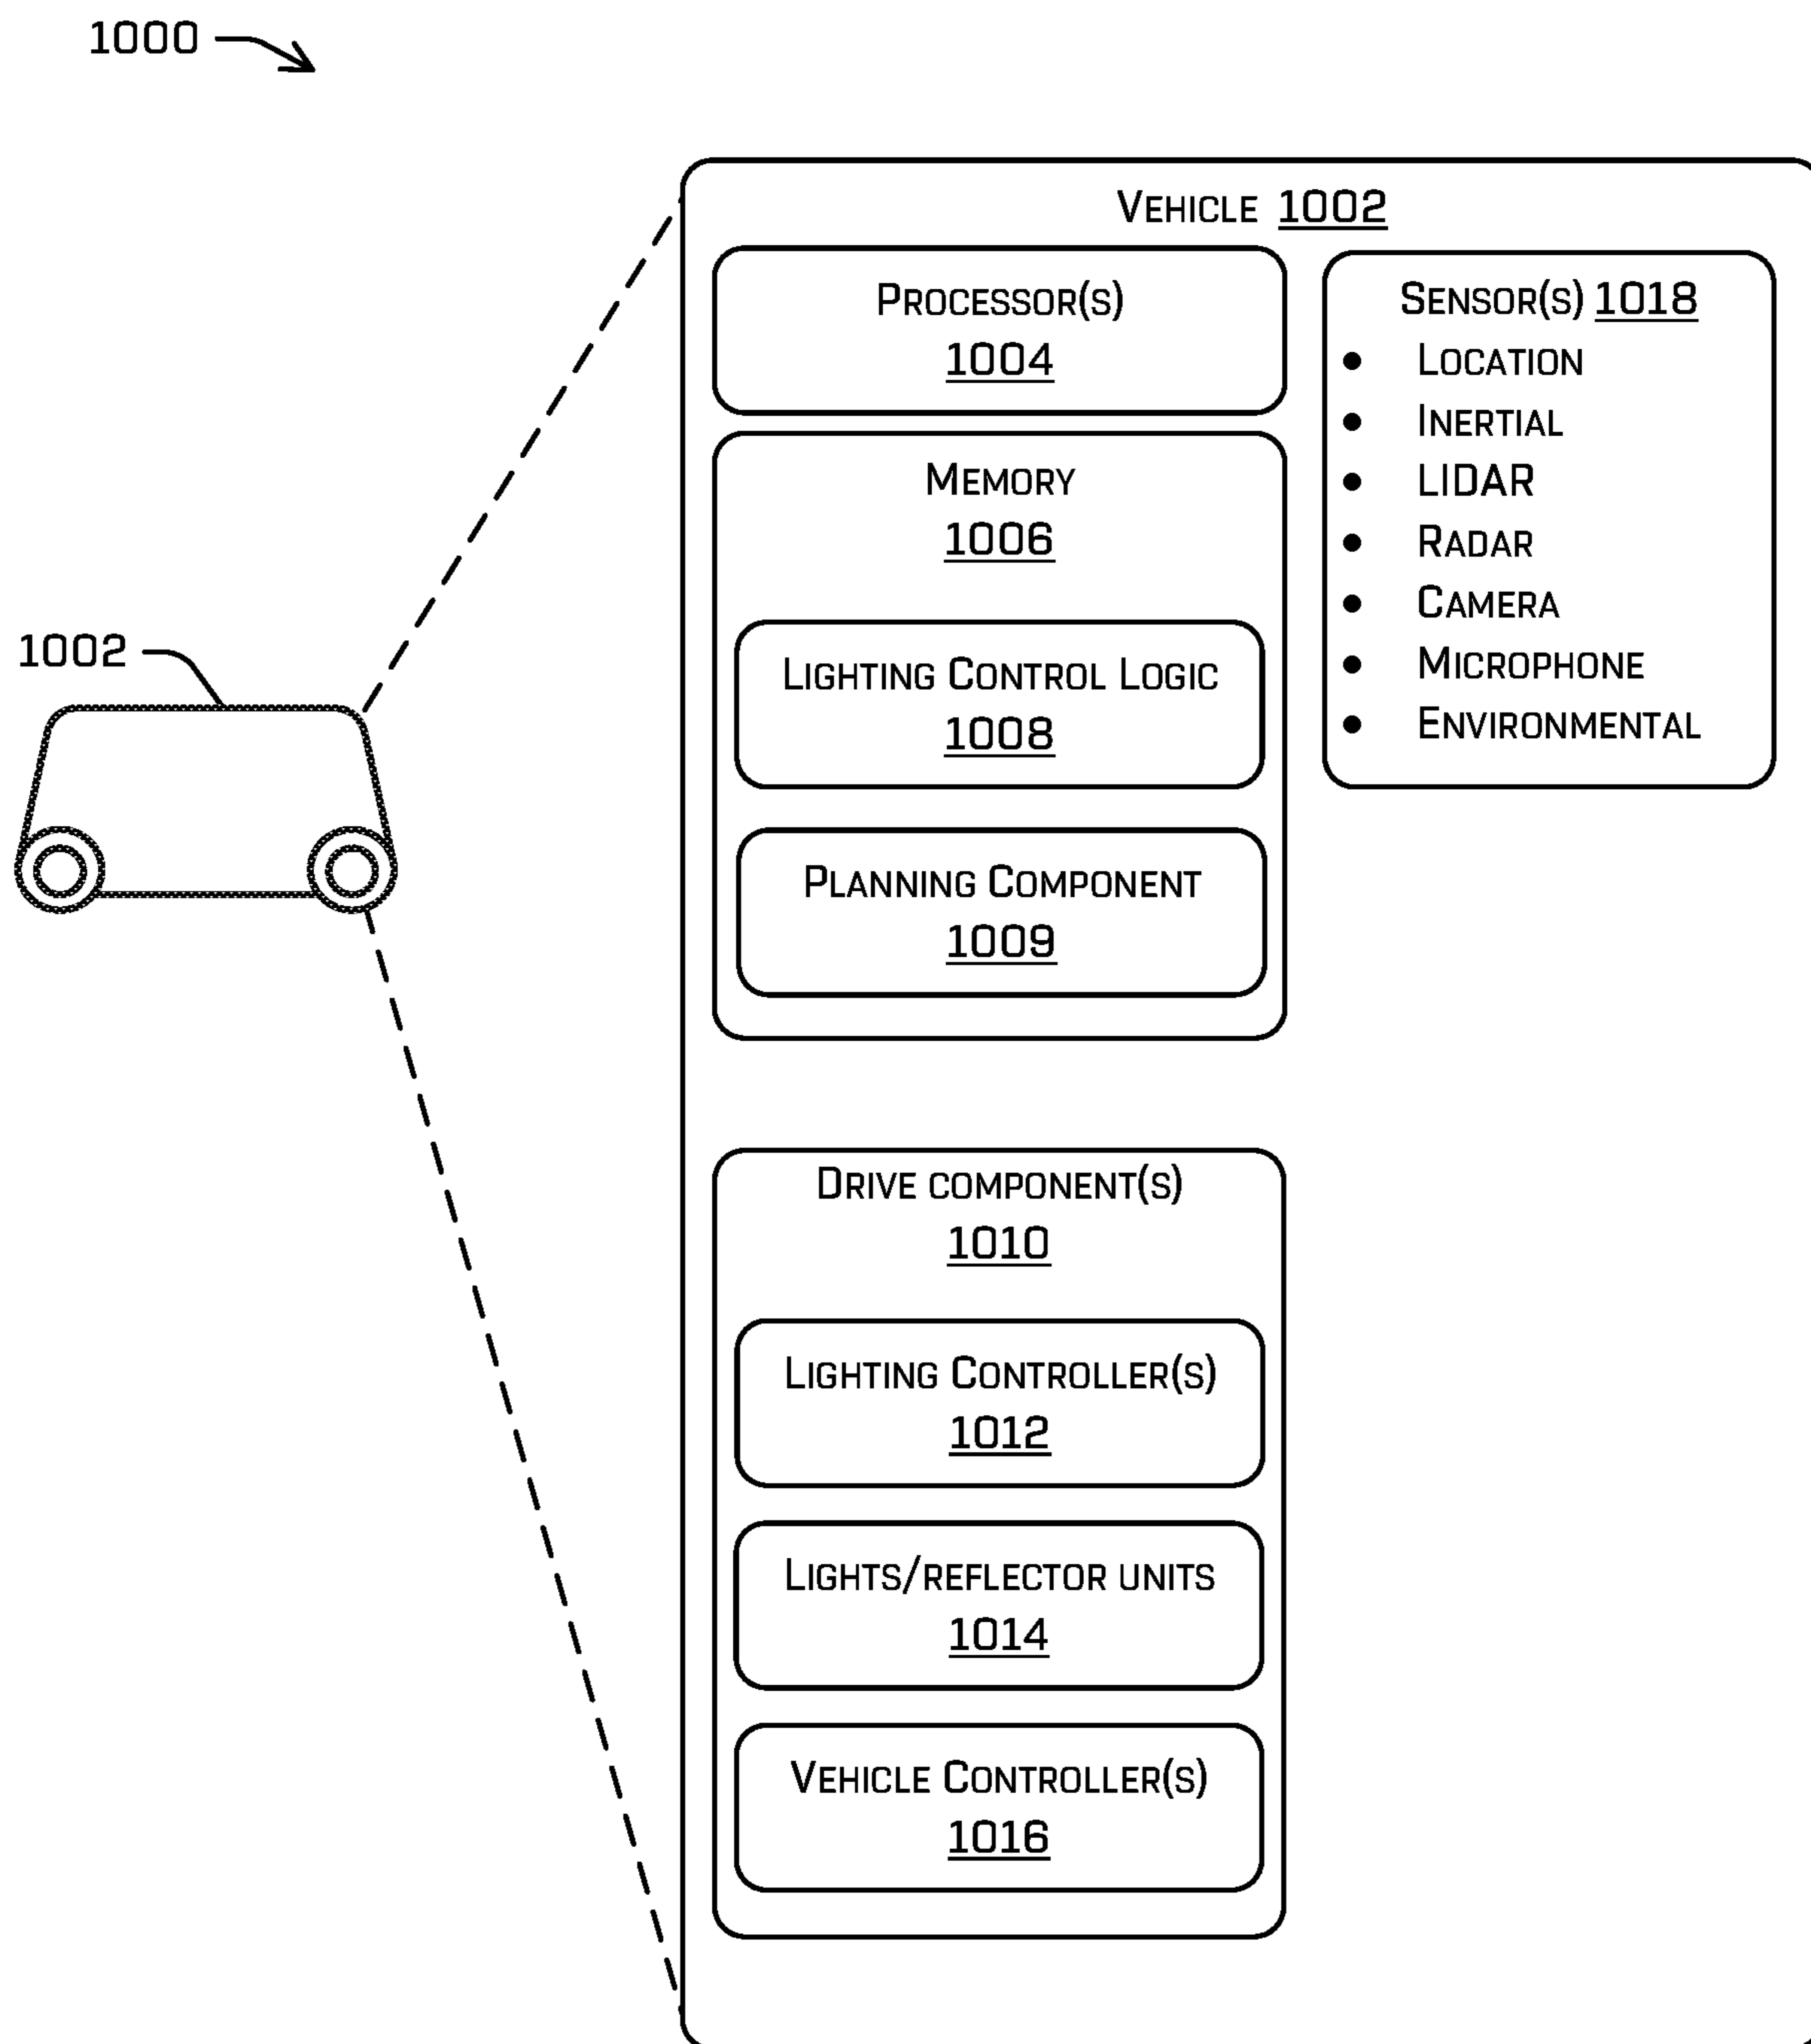 1000
VEHICLE 1002
PROCESSOR(S)
1004
MEMORY
1006
LIGHTING CONTROL LOGIC
1008
PLANNING COMPONENT
1009
SENSOR(S) 1018
• LOCATION
• INERTIAL
• LIDAR
• RADAR
• CAMERA
• MICROPHONE
• ENVIRONMENTAL
1002
DRIVE COMPONENT(S)
1010
LIGHTING CONTROLLER(S)
1012
LIGHTS/REFLECTOR UNITS
1014
VEHICLE CONTROLLER(S)
1016